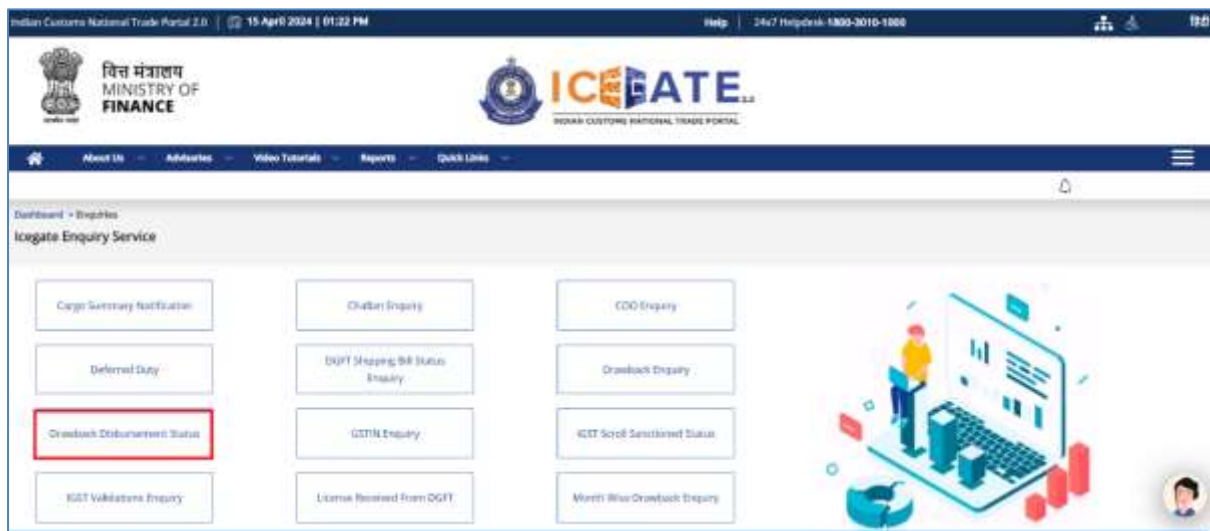 Indian Customs National Trade Portal 2.0 | 15 April 2024 | 01:22 PM Help | 24x7 Helpdesk-1800-3010-1000 हिंदी
वित्त मंत्रालय
MINISTRY OF
FINANCE
ICEGATE 2.0
INDIAN CUSTOMS NATIONAL TRADE PORTAL
About Us Advisories Video Tutorials Reports Quick Links
Dashboard • Enquiries
Icegate Enquiry Service
Cargo Summary Notification
Challan Enquiry
COO Enquiry
Deferred Duty
DGFT Shipping Bill Status
Enquiry
Drawback Enquiry
Drawback Disbursement Status
GSTIN Enquiry
IGST Scroll Sanctioned Status
IGST Validations Enquiry
License Received From DGFT
Month Wise Drawback Enquiry